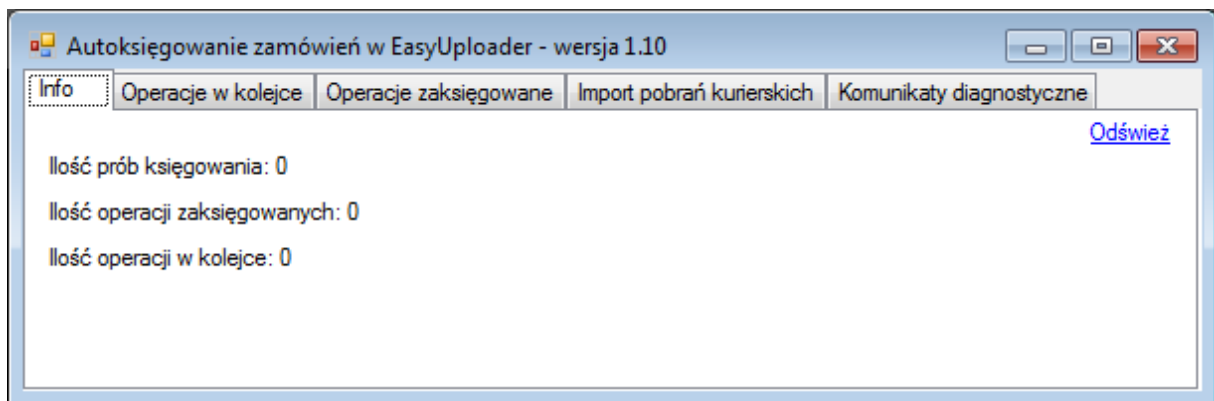 Autoksięgowanie zamówień w EasyUploader - wersja 1.10
Info Operacje w kolejce Operacje zaksięgowane Import pobrań kurierskich Komunikaty diagnostyczne
Odśwież
Ilość prób księgowania: 0
Ilość operacji zaksięgowanych: 0
Ilość operacji w kolejce: 0